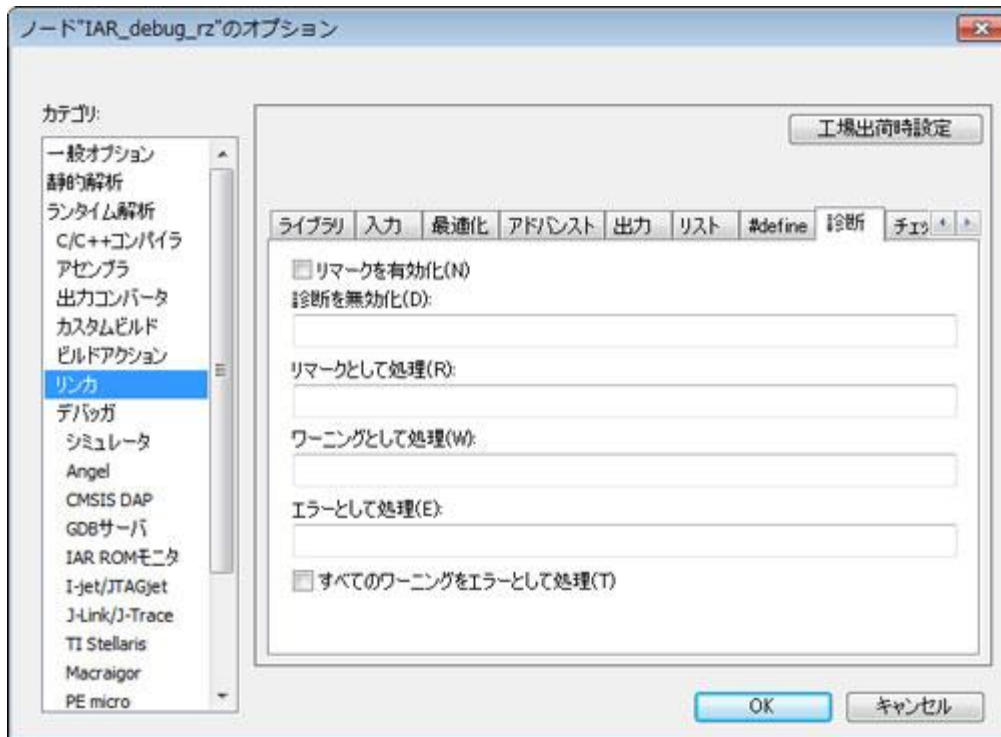 ノード"IAR_debug_rz"のオプション
カテゴリ:
一般オプション
静的解析
ランタイム解析
C/C++コンパイラ
アセンブラ
出力コンバータ
カスタムビルド
ビルドアクション
リンカ
デバッガ
シミュレータ
Angel
CMSIS DAP
GDBサーバ
IAR ROMモニタ
I-jet/JTAGjet
J-Link/J-Trace
TI Stellaris
Macraigor
PE micro
工場出荷時設定
ライブラリ 入力 最適化 アドバンスト 出力 リスト #define 診断 チェッ
リマークを有効化(N)
診断を無効化(D):
リマークとして処理(R):
ワーニングとして処理(W):
エラーとして処理(E):
すべてのワーニングをエラーとして処理(T)
OK キャンセル